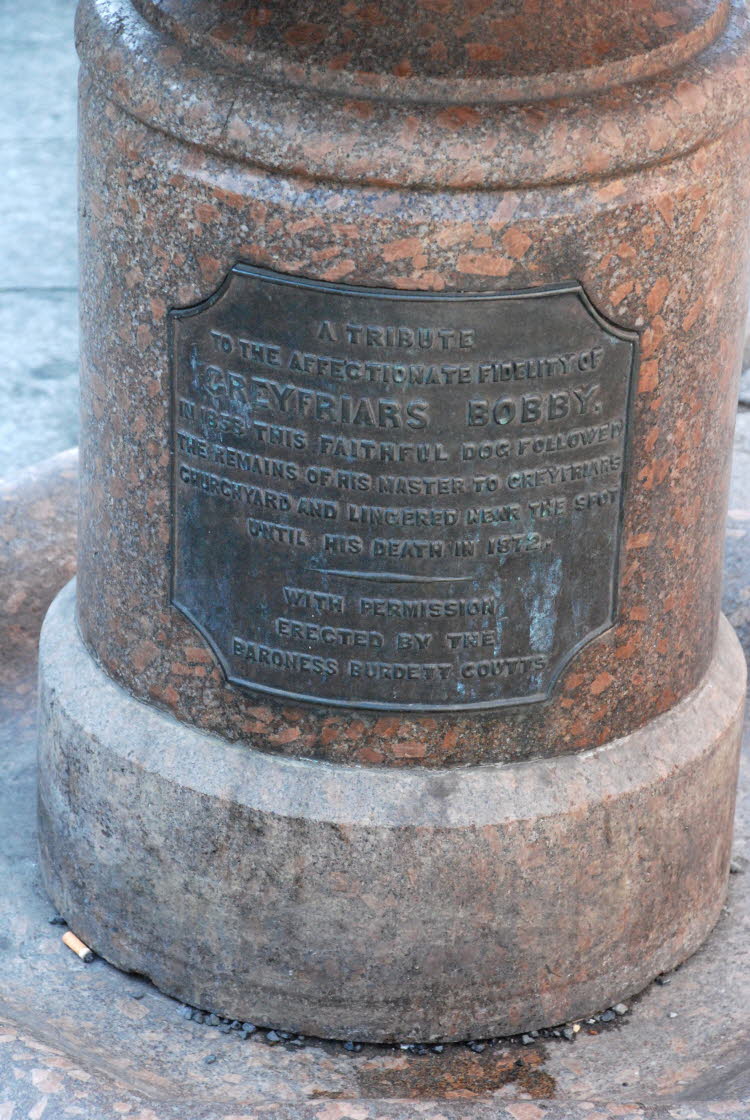 A TRIBUTE
TO THE AFFECTIONATE FIDELITY OF
GREYFRIARS BOBBY.
IN 1858 THIS FAITHFUL DOG FOLLOWED
THE REMAINS OF HIS MASTER TO GREYFRIARS
CHURCHYARD AND LINGERED NEAR THE SPOT
UNTIL HIS DEATH IN 1872.
WITH PERMISSION
ERECTED BY THE
BARONESS BURDETT COUTTS